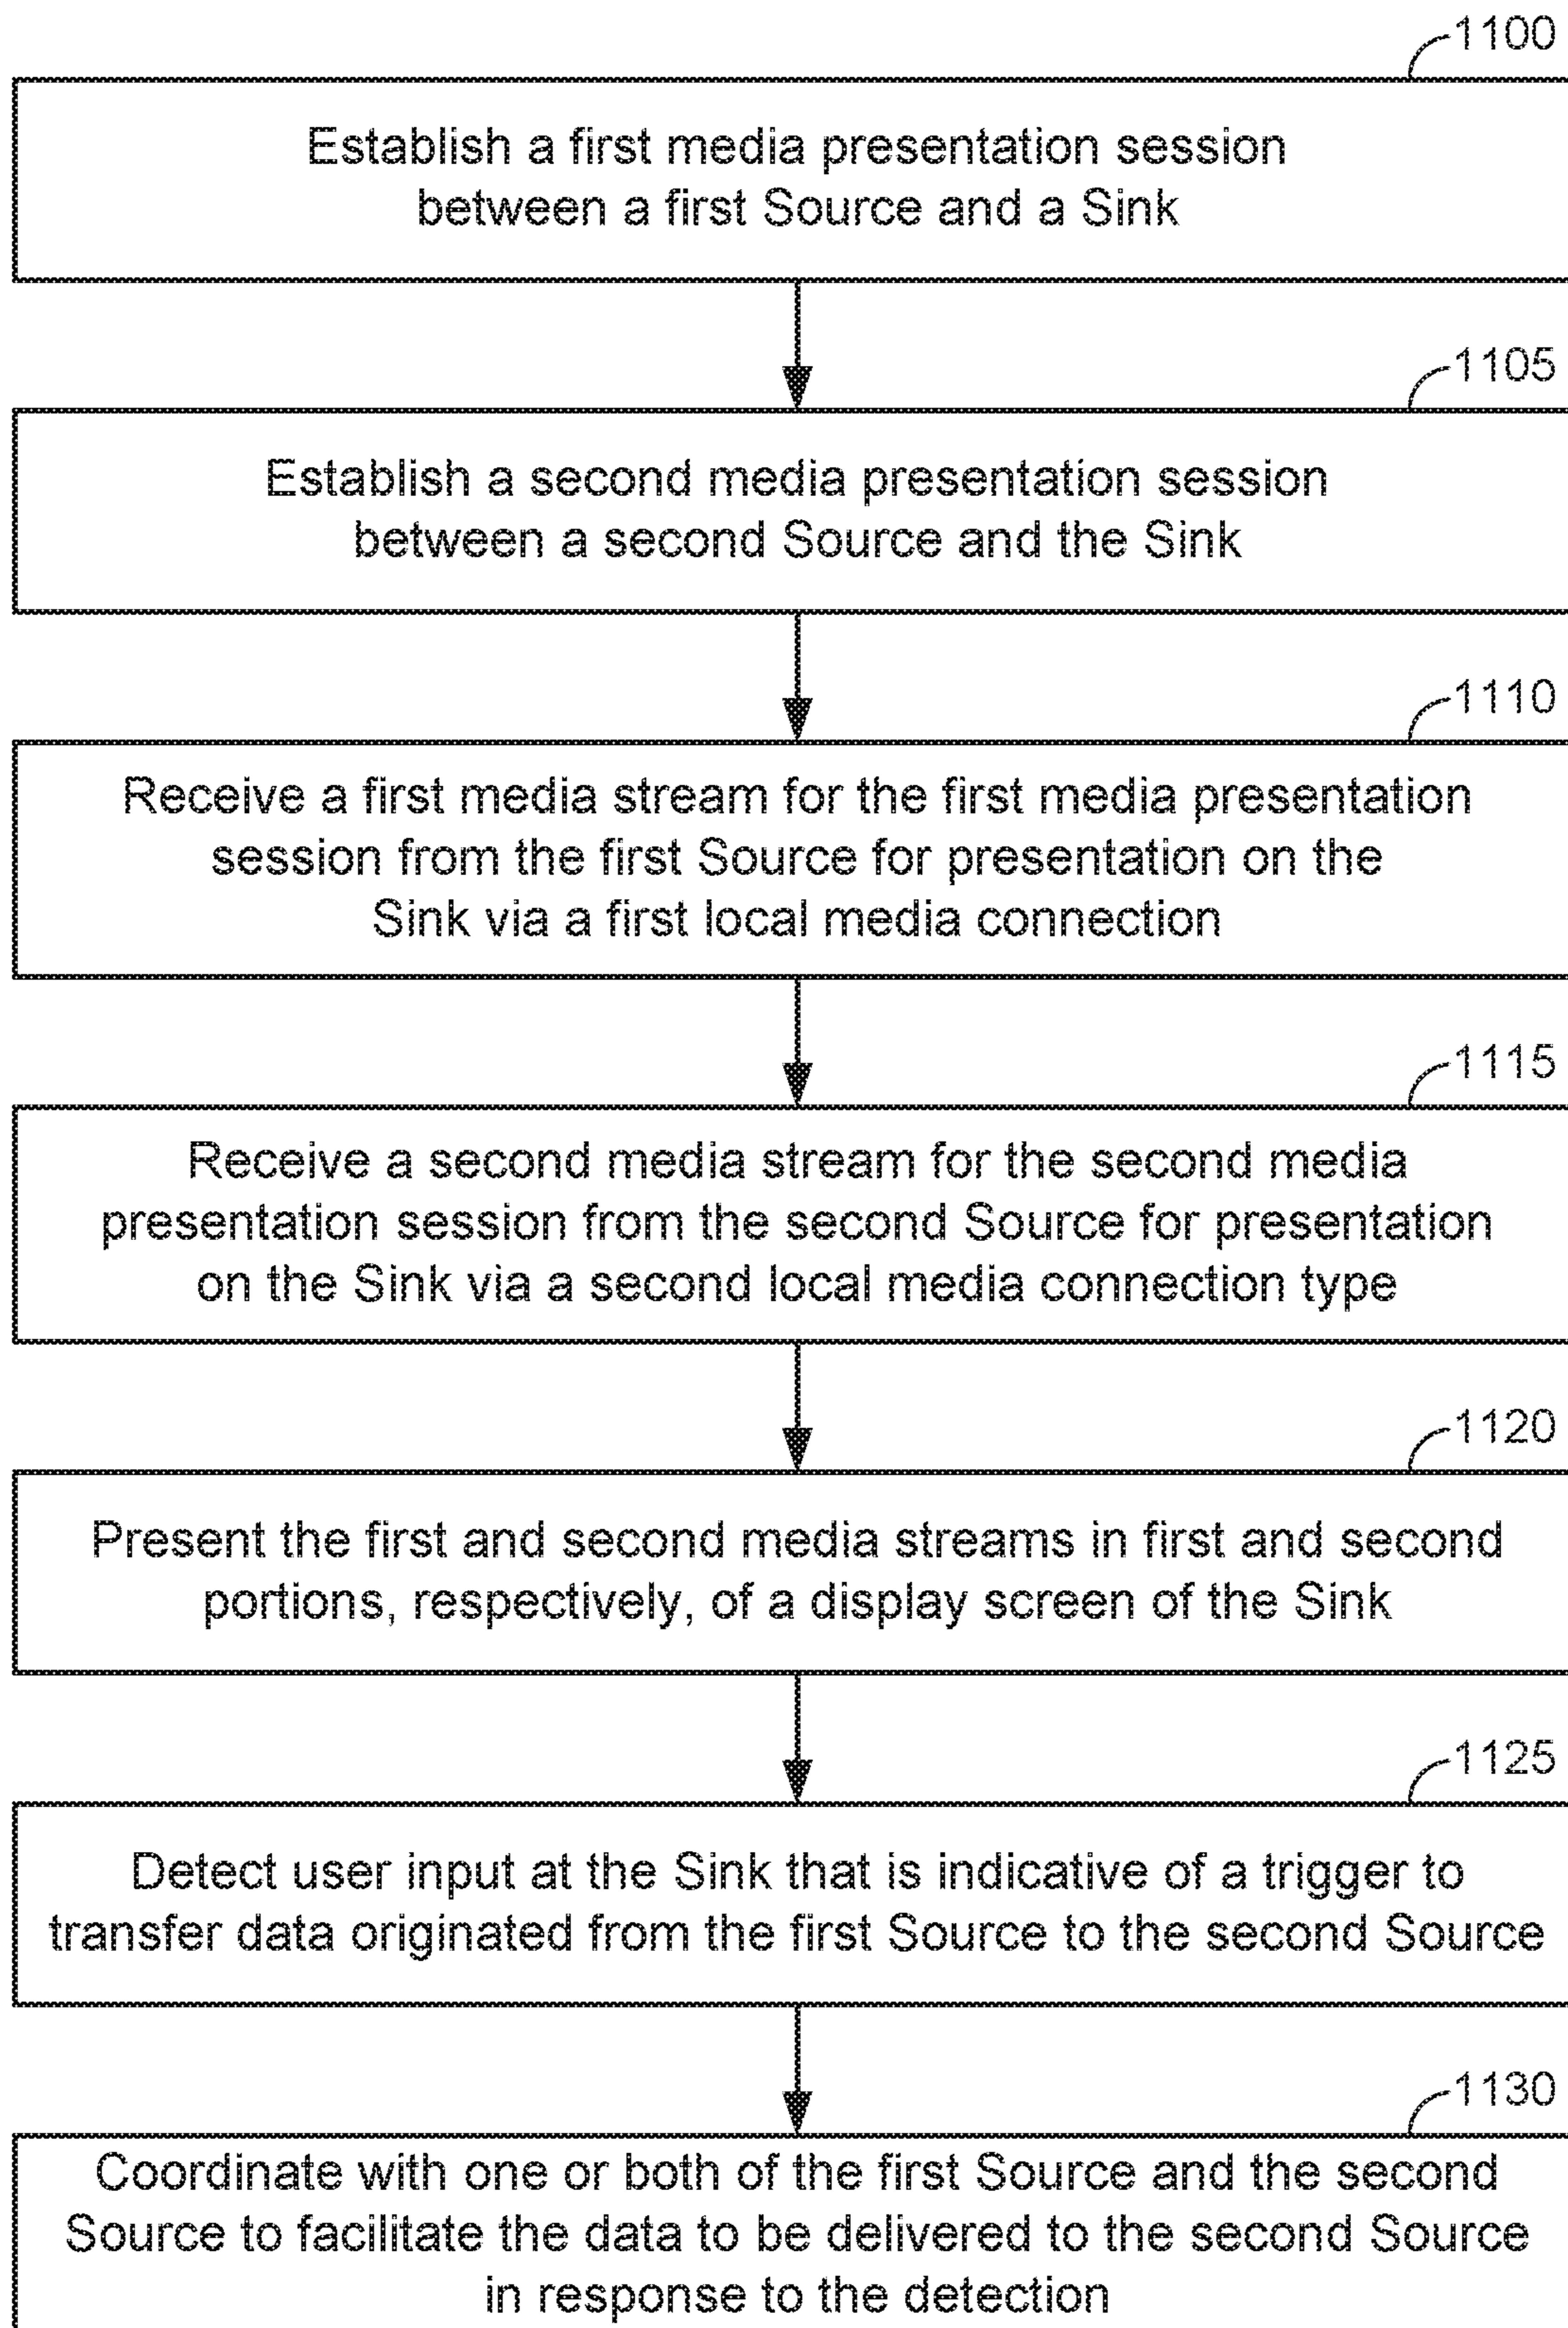 1100
Establish a first media presentation session
between a first Source and a Sink
1105
Establish a second media presentation session
between a second Source and the Sink
1110
Receive a first media stream for the first media presentation
session from the first Source for presentation on the
Sink via a first local media connection
1115
Receive a second media stream for the second media
presentation session from the second Source for presentation
on the Sink via a second local media connection type
1120
Present the first and second media streams in first and second
portions, respectively, of a display screen of the Sink
1125
Detect user input at the Sink that is indicative of a trigger to
transfer data originated from the first Source to the second Source
1130
Coordinate with one or both of the first Source and the second
Source to facilitate the data to be delivered to the second Source
in response to the detection